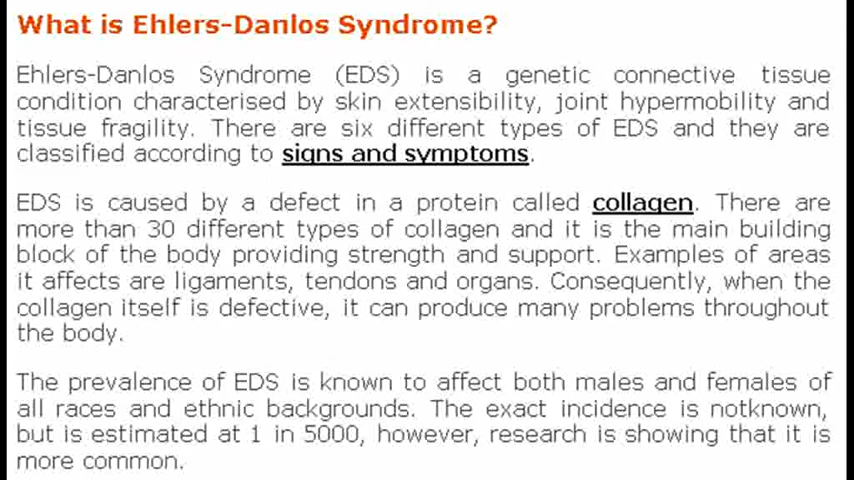 What is Ehlers-Danlos Syndrome?
Ehlers-Danlos Syndrome (EDS) is a genetic connective tissue
condition characterised by skin extensibility, joint hypermobility and
tissue fragility. There are six different types of EDS and they are
classified according to signs and symptoms.
EDS is caused by a defect in a protein called collagen. There are
more than 30 different types of collagen and it is the main building
block of the body providing strength and support. Examples of areas
it affects are ligaments, tendons and organs. Consequently, when the
collagen itself is defective, it can produce many problems throughout
the body.
The prevalence of EDS is known to affect both males and females of
all races and ethnic backgrounds. The exact incidence is notknown,
but is estimated at 1 in 5000, however, research is showing that it is
more common.